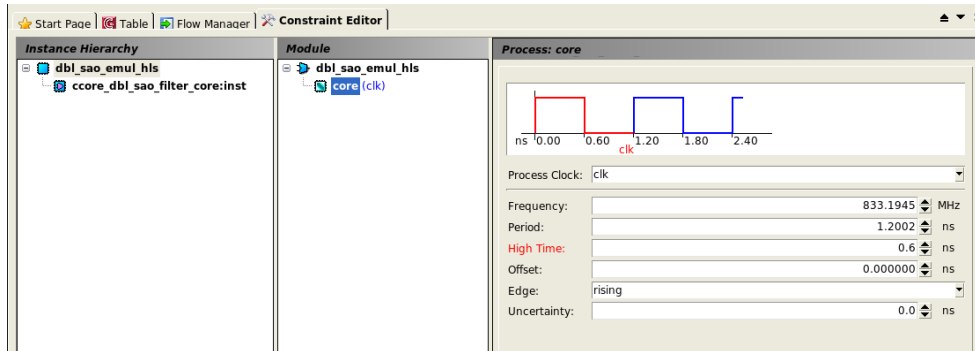 Start Page Table Flow Manager Constraint Editor
Instance Hierarchy
dbl_sao_emul_hls
ccore_dbl_sao_filter_core:inst
Module
dbl_sao_emul_hls
core (clk)
Process: core
ns 0.00 0.60 1.20 1.80 2.40
clk
Process Clock: clk
Frequency: 833.1945 MHz
Period: 1.2002 ns
High Time: 0.6 ns
Offset: 0.000000 ns
Edge: rising
Uncertainty: 0.0 ns